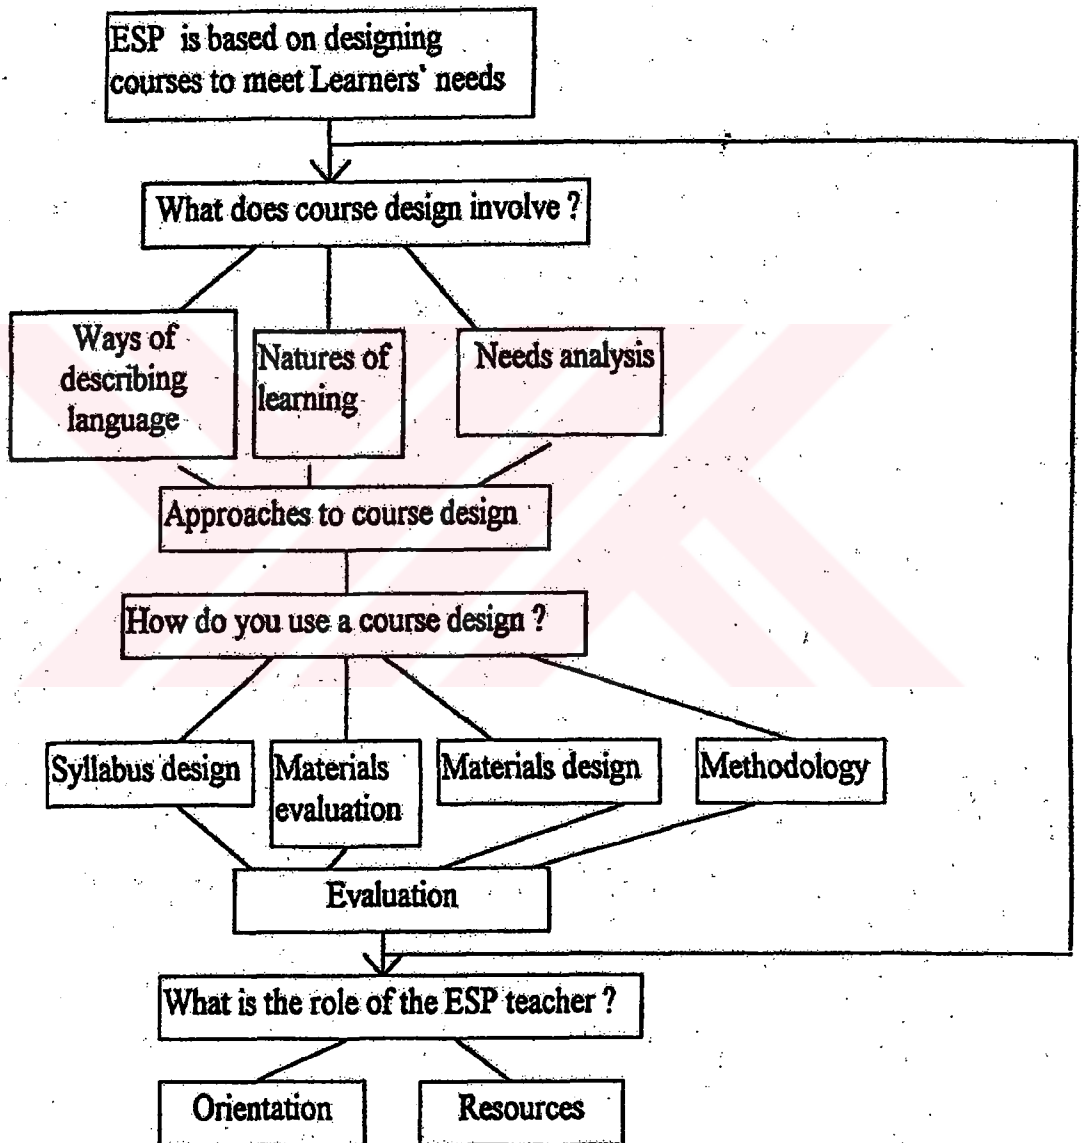 ESP is based on designing
courses to meet Learners' needs
What does course design involve ?
Ways of
describing
language
Natures of
learning
Needs analysis
Approaches to course design
How do you use a course design ?
Syllabus design
Materials
evaluation
Materials design
Methodology
Evaluation
What is the role of the ESP teacher ?
Orientation
Resources